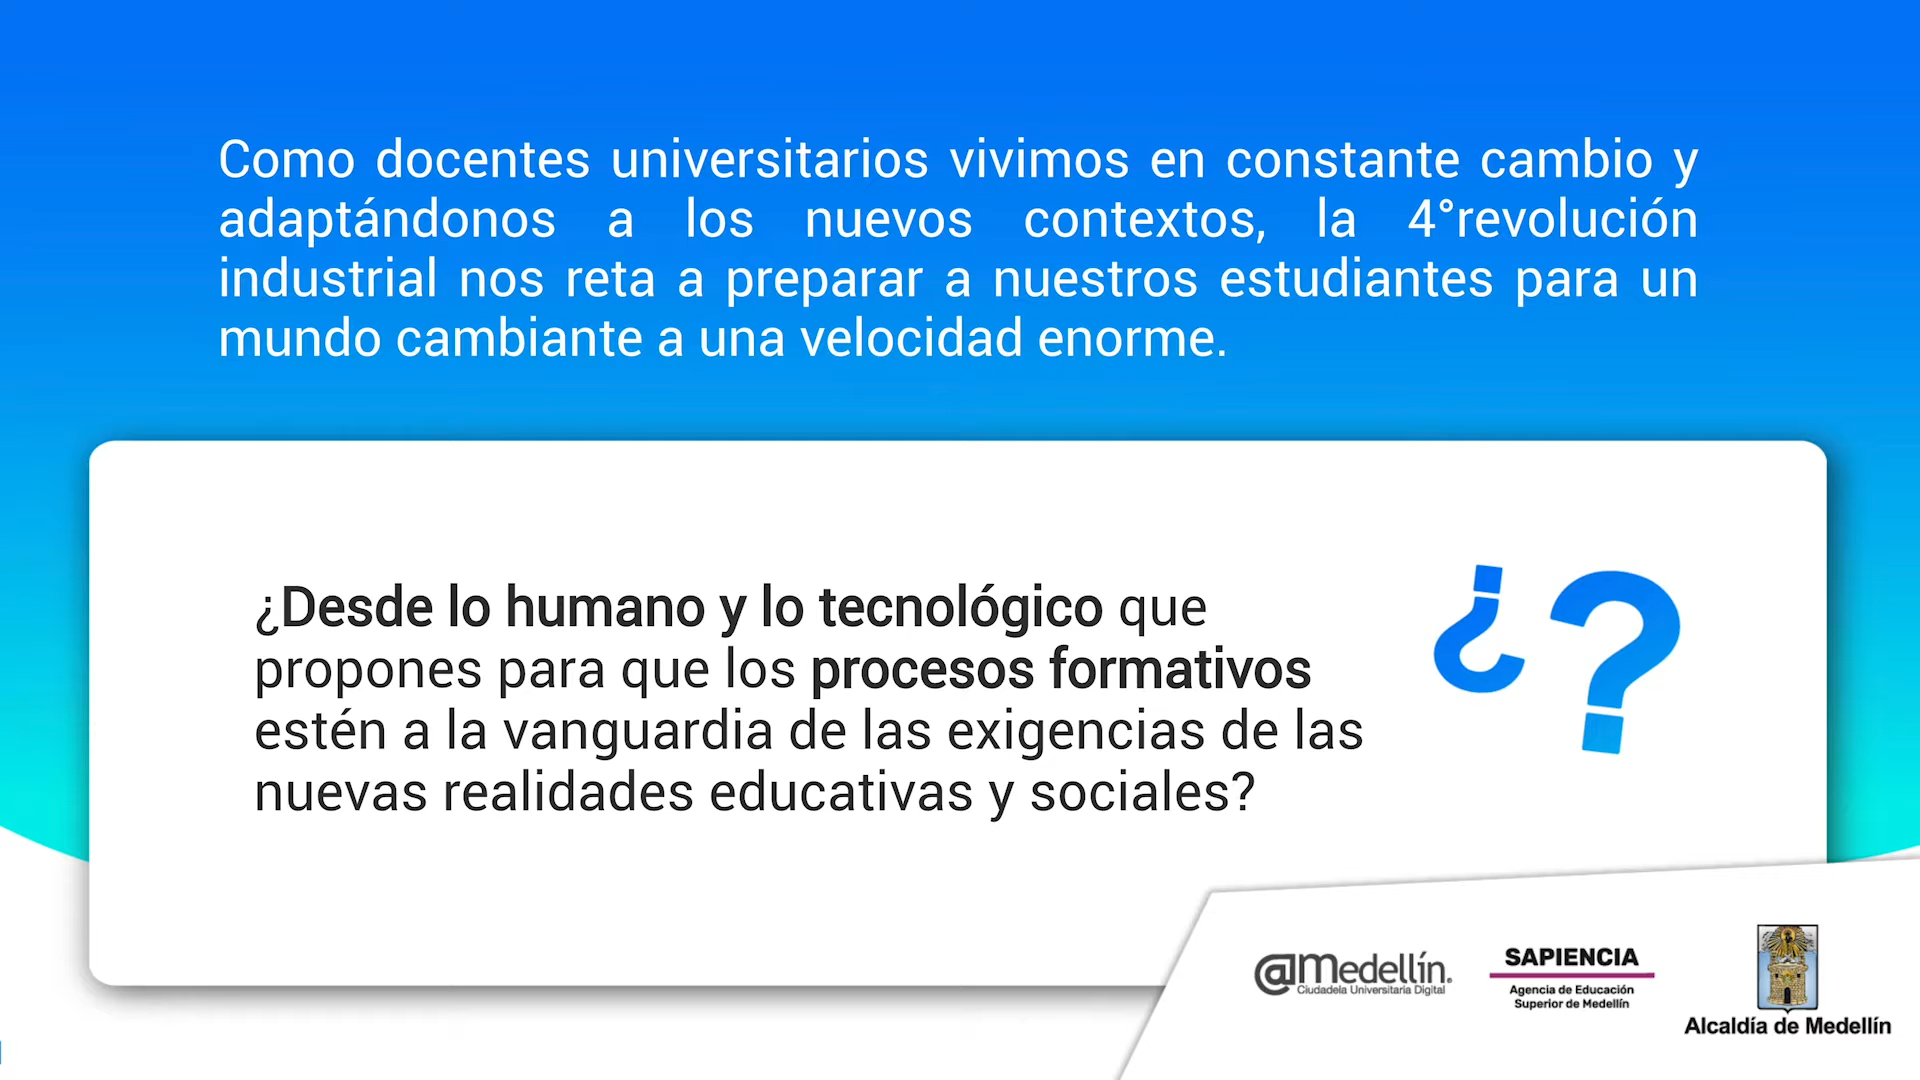 Como docentes universitarios vivimos en constante cambio y
adaptándonos a los nuevos contextos, la 4°revolución
industrial nos reta a preparar a nuestros estudiantes para un
mundo cambiante a una velocidad enorme.
¿Desde lo humano y lo tecnológico que
propones para que los procesos formativos
estén a la vanguardia de las exigencias de las
nuevas realidades educativas y sociales?
¿?
@Medellín.
Ciudadela Universitaria Digital
SAPIENCIA
Agencia de Educación
Superior de Medellín
Alcaldía de Medellín